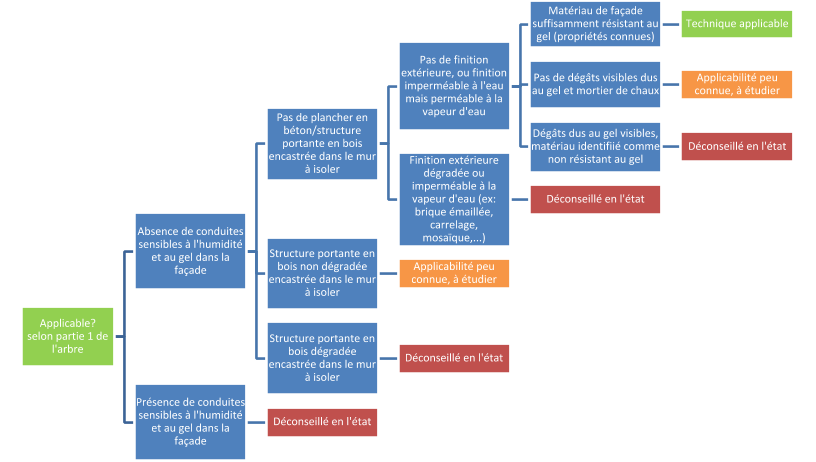 Matériau de façade
suffisamment résistant au
gel (propriétés connues)
Technique applicable
Pas de finition
extérieure, ou finition
imperméable à l'eau
mais perméable à la
vapeur d'eau
Pas de dégâts visibles dus
au gel et mortier de chaux
Applicabilité peu
connue, à étudier
Pas de plancher en
béton/structure
portante en bois
encastrée dans le mur
à isoler
Dégâts dus au gel visibles,
matériau identifiié comme
non résistant au gel
Déconseillé en l'état
Finition extérieure
dégradée ou
imperméable à la
vapeur d'eau (ex:
brique émaillée,
carrelage,
mosaïque,...)
Déconseillé en l'état
Absence de conduites
sensibles à l'humidité
et au gel dans la
façade
Structure portante en
bois non dégradée
encastrée dans le mur
à isoler
Applicabilité peu
connue, à étudier
Applicable?
selon partie 1 de
l'arbre
Structure portante en
bois dégradée
encastrée dans le mur
à isoler
Déconseillé en l'état
Présence de conduites
sensibles à l'humidité
et au gel dans la
façade
Déconseillé en l'état